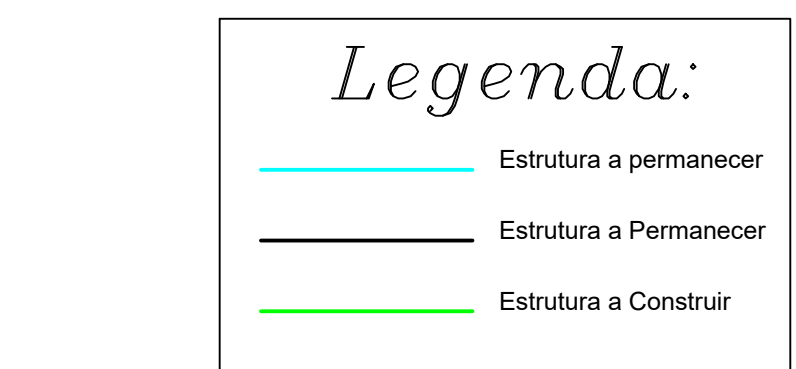 Legenda:
Estrutura a permanecer
Estrutura a Permanecer
Estrutura a Construir